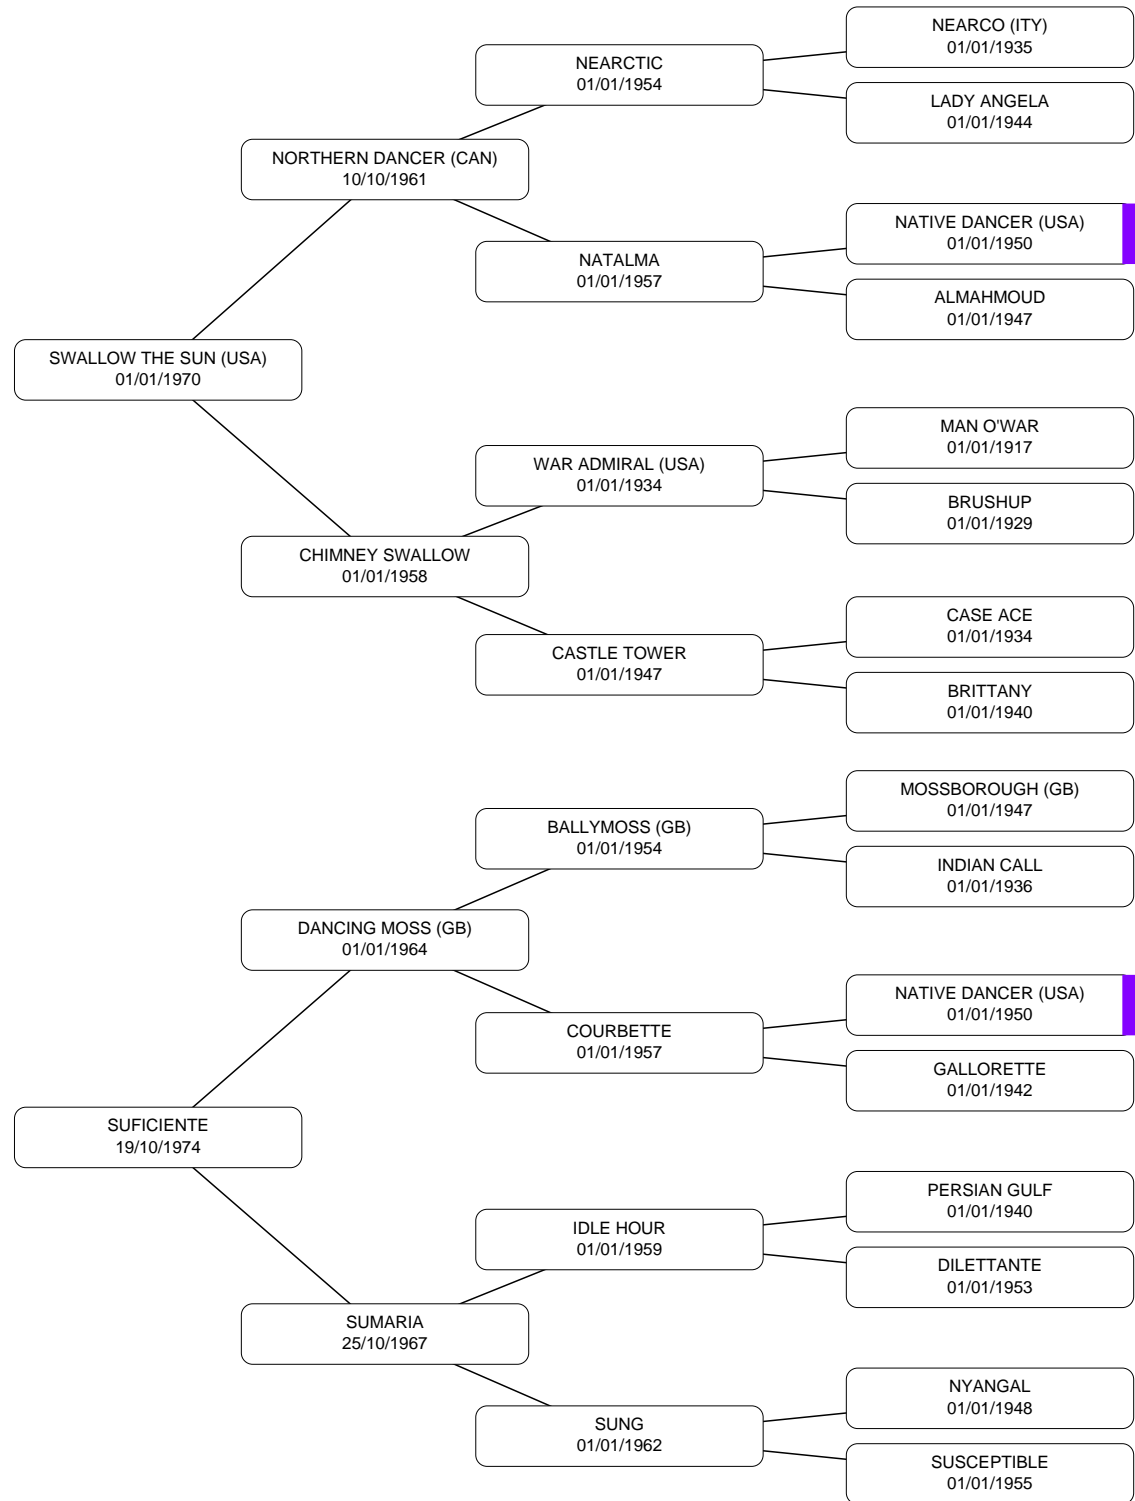 NEARCO (ITY)
01/01/1935
NEARCTIC
01/01/1954
LADY ANGELA
01/01/1944
NORTHERN DANCER (CAN)
10/10/1961
NATIVE DANCER (USA)
01/01/1950
NATALMA
01/01/1957
ALMAHMOUD
01/01/1947
SWALLOW THE SUN (USA)
01/01/1970
MAN O'WAR
01/01/1917
WAR ADMIRAL (USA)
01/01/1934
BRUSHUP
01/01/1929
CHIMNEY SWALLOW
01/01/1958
CASE ACE
01/01/1934
CASTLE TOWER
01/01/1947
BRITTANY
01/01/1940
MOSSBOROUGH (GB)
01/01/1947
BALLYMOSS (GB)
01/01/1954
INDIAN CALL
01/01/1936
DANCING MOSS (GB)
01/01/1964
NATIVE DANCER (USA)
01/01/1950
COURBETTE
01/01/1957
GALLORETTE
01/01/1942
SUFICIENTE
19/10/1974
PERSIAN GULF
01/01/1940
IDLE HOUR
01/01/1959
DILETTANTE
01/01/1953
SUMARIA
25/10/1967
NYANGAL
01/01/1948
SUNG
01/01/1962
SUSCEPTIBLE
01/01/1955